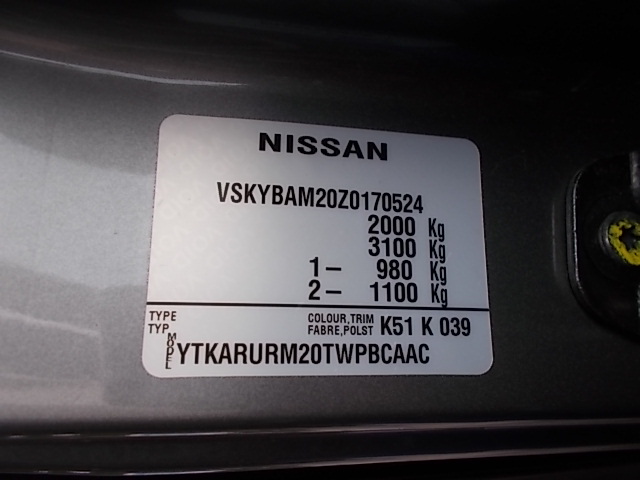 NISSAN
VSKYBAM20Z0170524
2000 Kg
3100 Kg
1- 980 Kg
2- 1100 Kg
TYPE
TYP
COLOUR,TRIM
FABRE,POLST
K51 K 039
MODEL
YTKARURM20TWPBCAAC